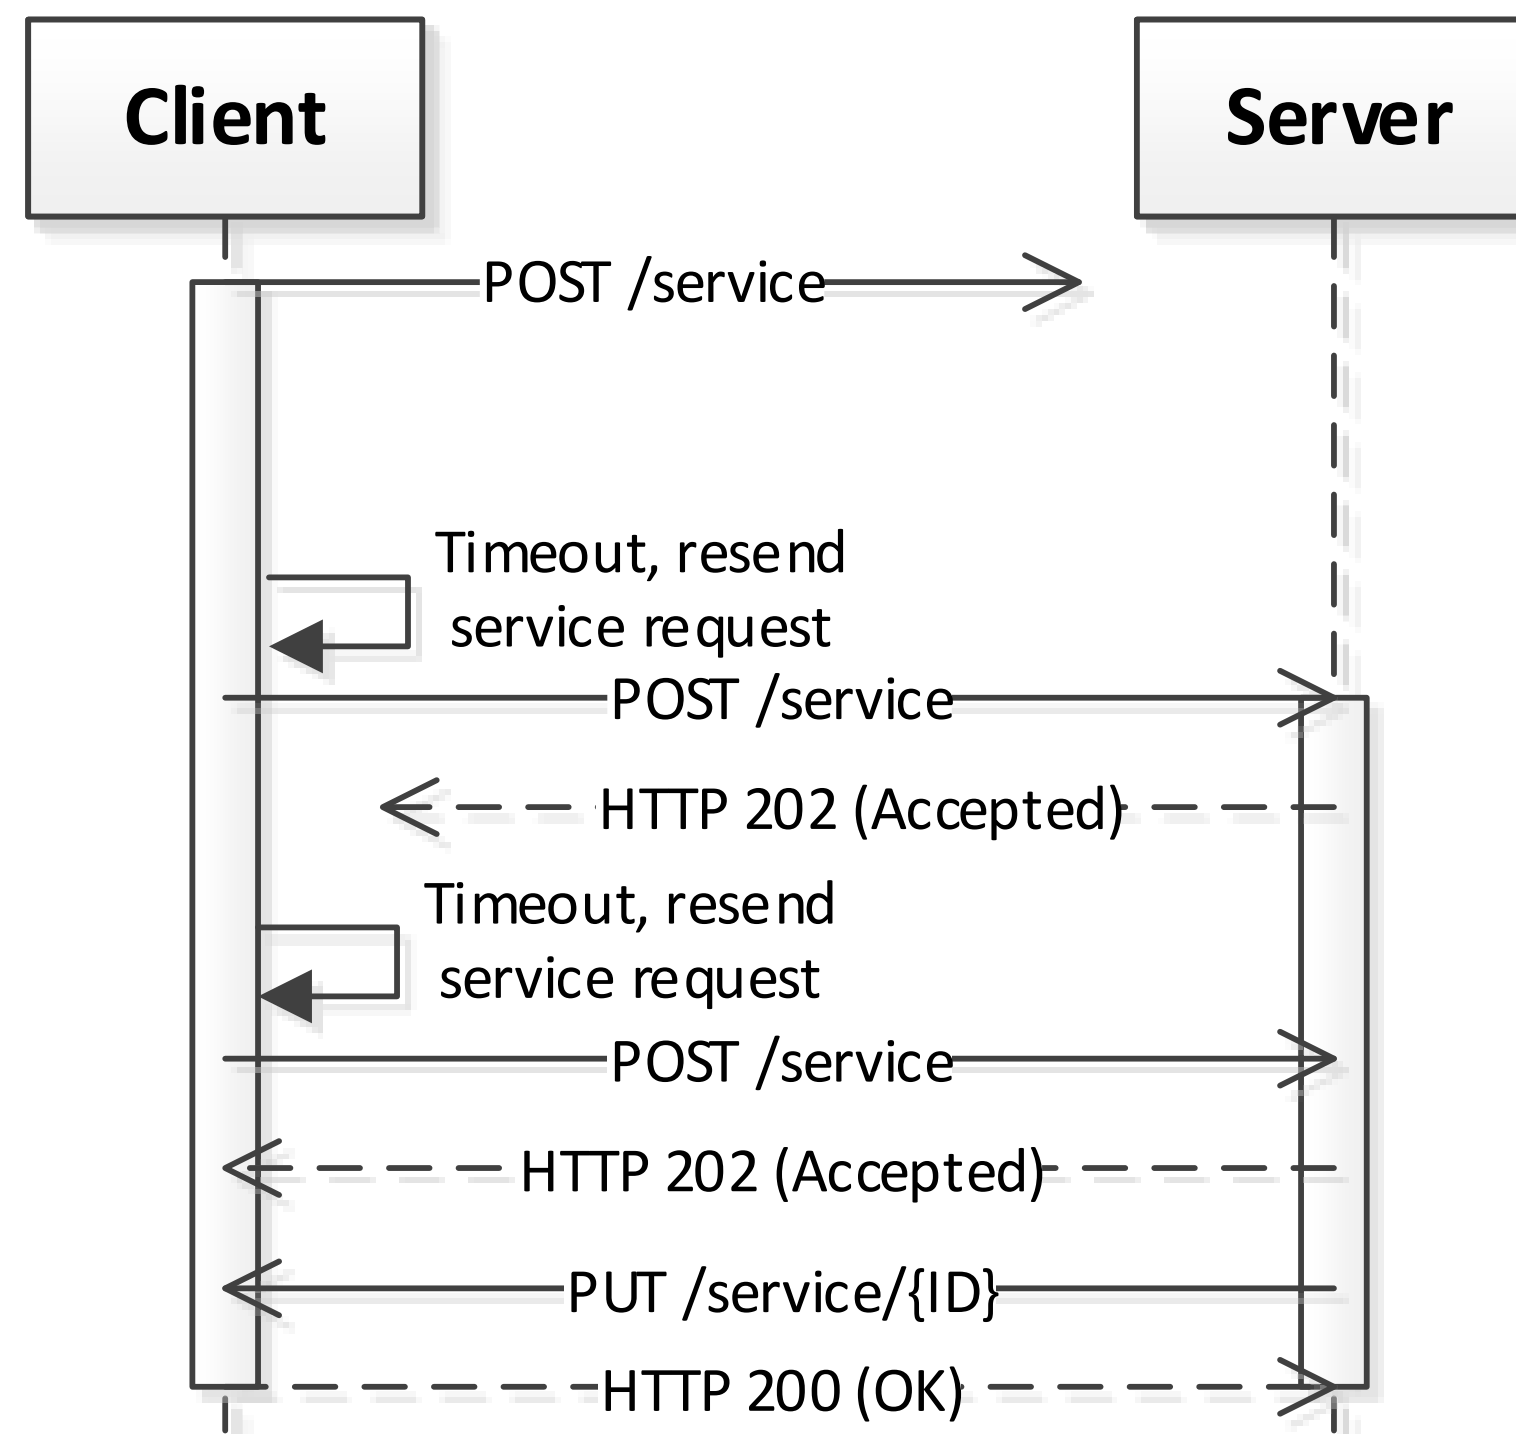 Client
Server
POST /service
Timeout, resend
service request
POST /service
HTTP 202 (Accepted)
Timeout, resend
service request
POST /service
HTTP 202 (Accepted)
PUT /service/{ID}
HTTP 200 (OK)